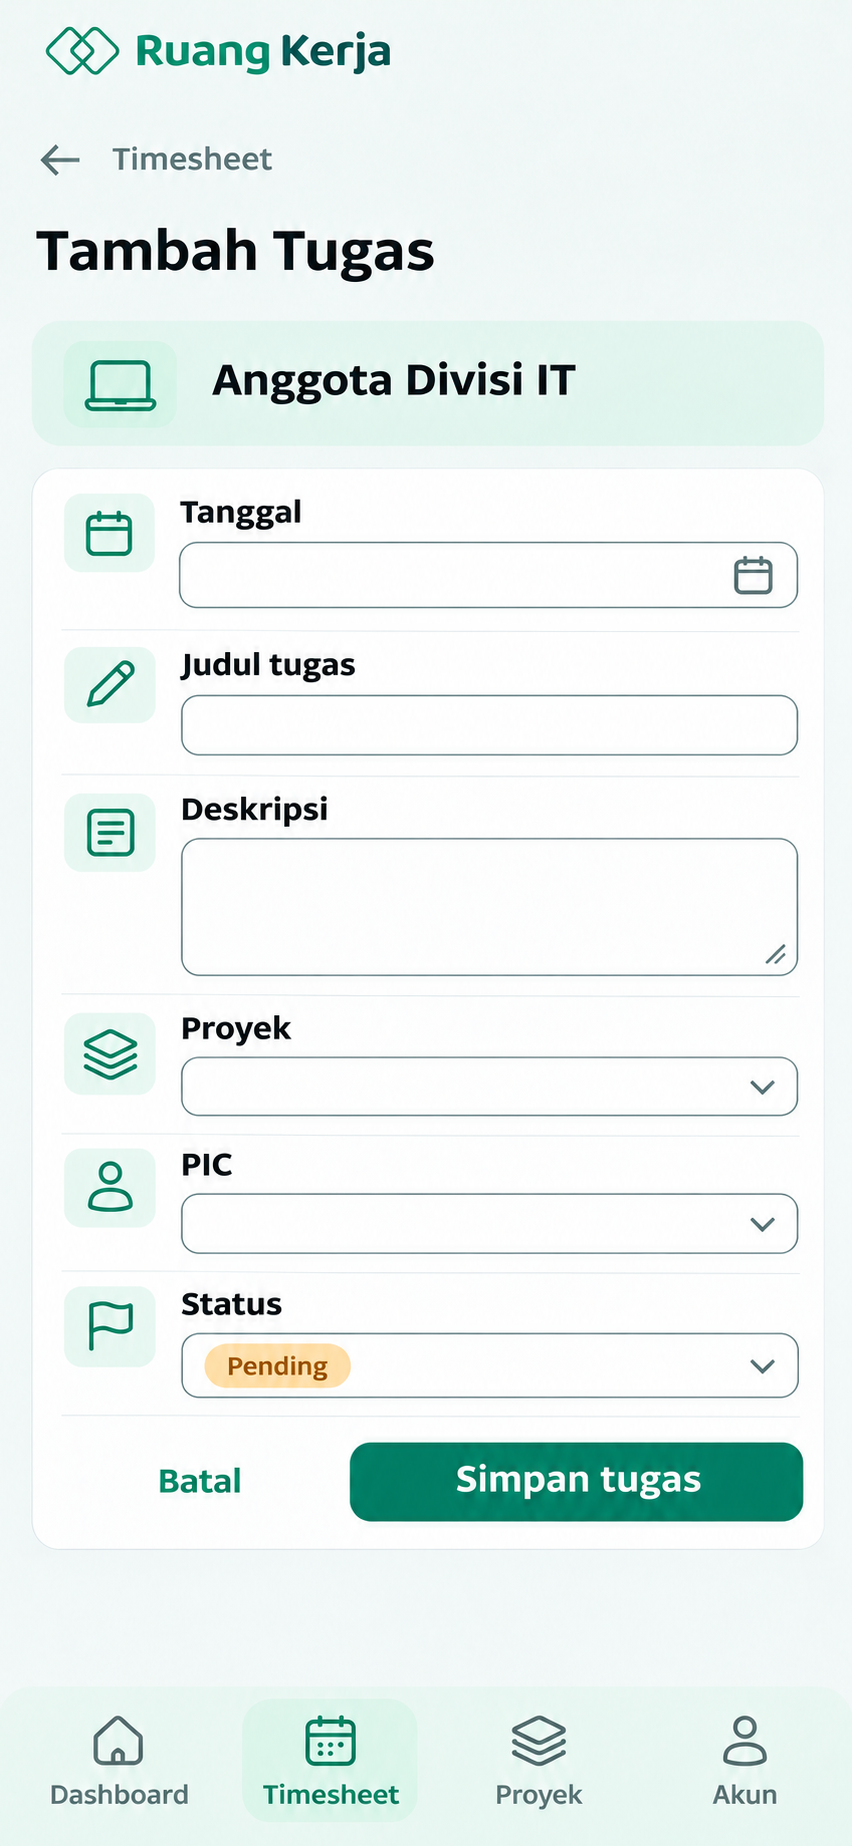 Ruang Kerja
Timesheet
Tambah Tugas
Anggota Divisi IT
Tanggal
Judul tugas
Deskripsi
Proyek
PIC
Status
Pending
Batal
Simpan tugas
Dashboard
Timesheet
Proyek
Akun